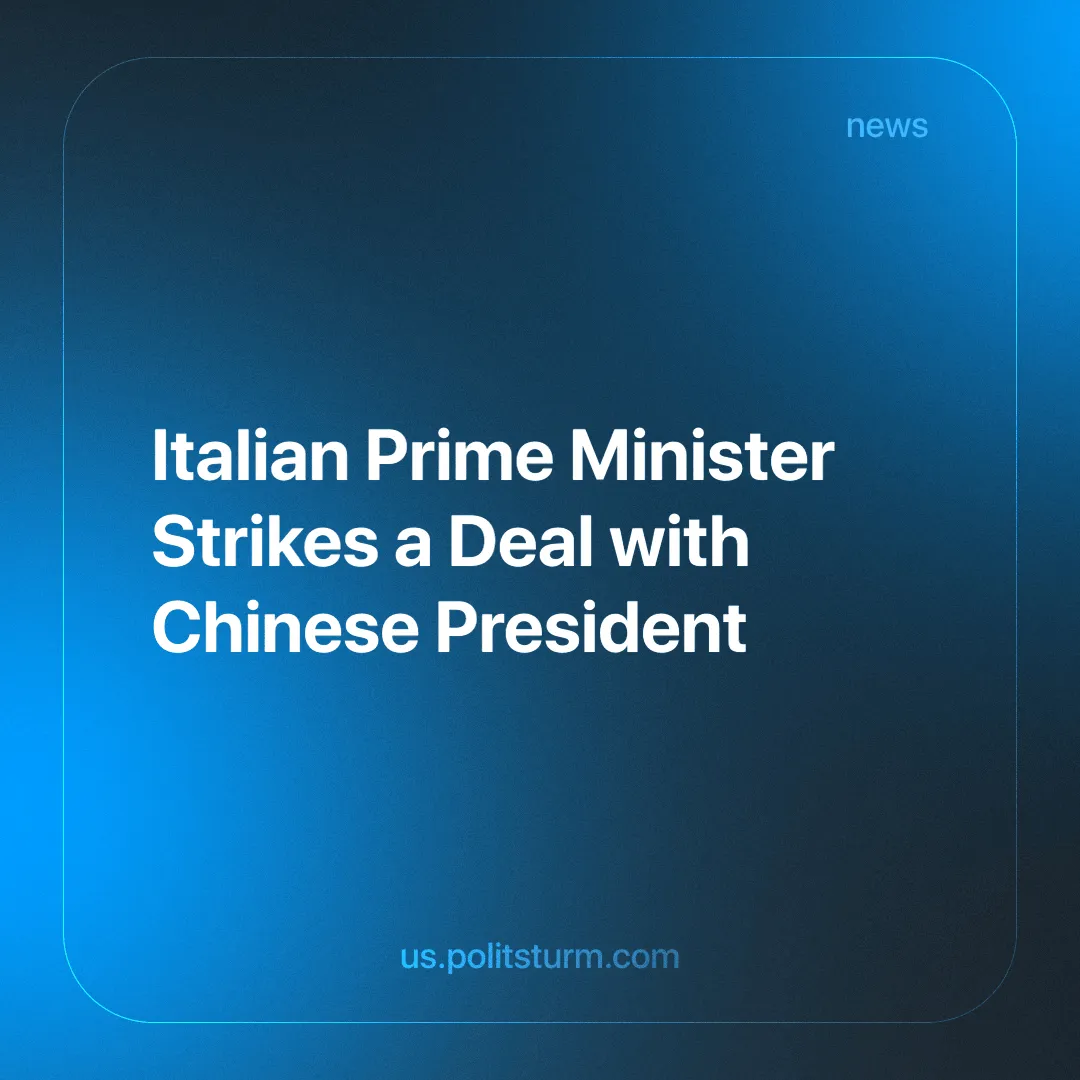 news
Italian Prime Minister
Strikes a Deal with
Chinese President
us.politsturm.com